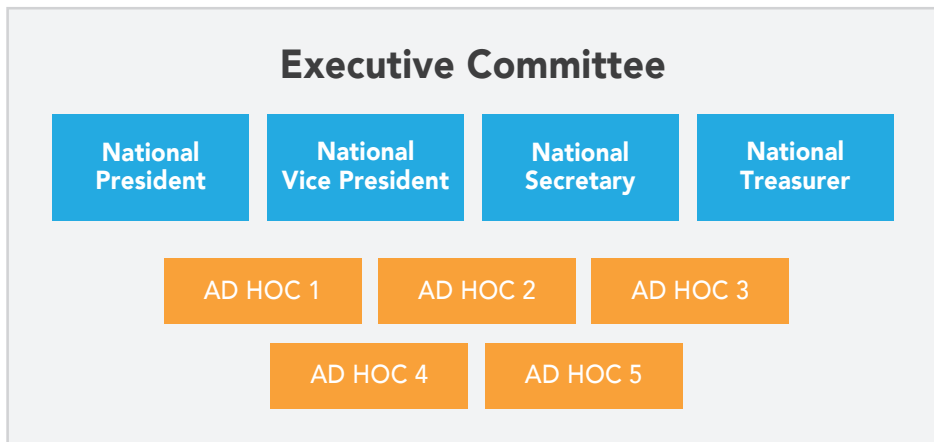 Executive Committee
National
President
National
Vice President
National
Secretary
National
Treasurer
AD HOC 1
AD HOC 2
AD HOC 3
AD HOC 4
AD HOC 5